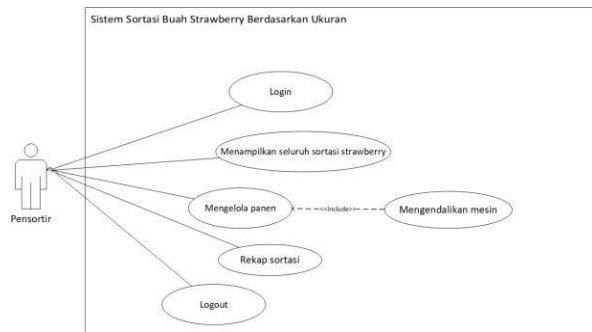 Sistem Sortasi Buah Strawberry Berdasarkan Ukuran
Login
Menampilkan seluruh sortasi strawberry
Pensortir
Mengelola panen
<<Include>>
Mengendalikan mesin
Rekap sortasi
Logout